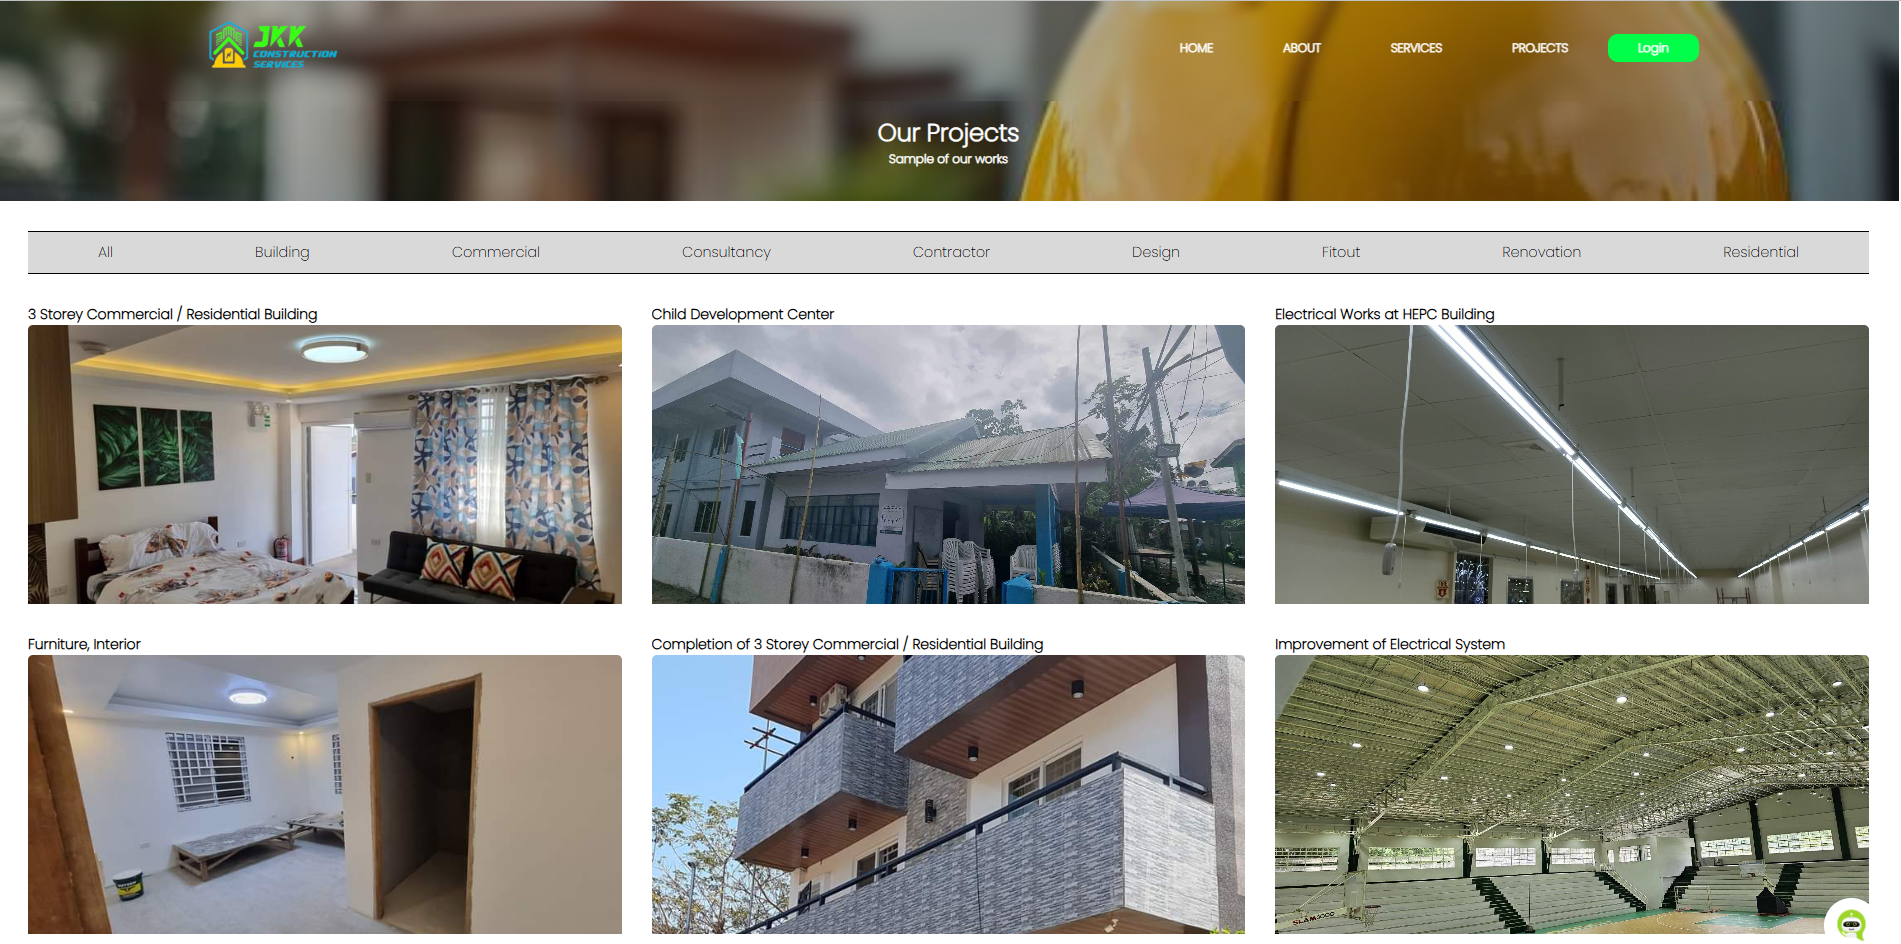 JKK
CONSTRUCTION
SERVICES
HOME
ABOUT
SERVICES
PROJECTS
Login
Our Projects
Sample of our works
All
Building
Commercial
Consultancy
Contractor
Design
Fitout
Renovation
Residential
3 Storey Commercial / Residential Building
Child Development Center
Electrical Works at HEPC Building
Furniture, Interior
Completion of 3 Storey Commercial / Residential Building
Improvement of Electrical System
SLAM